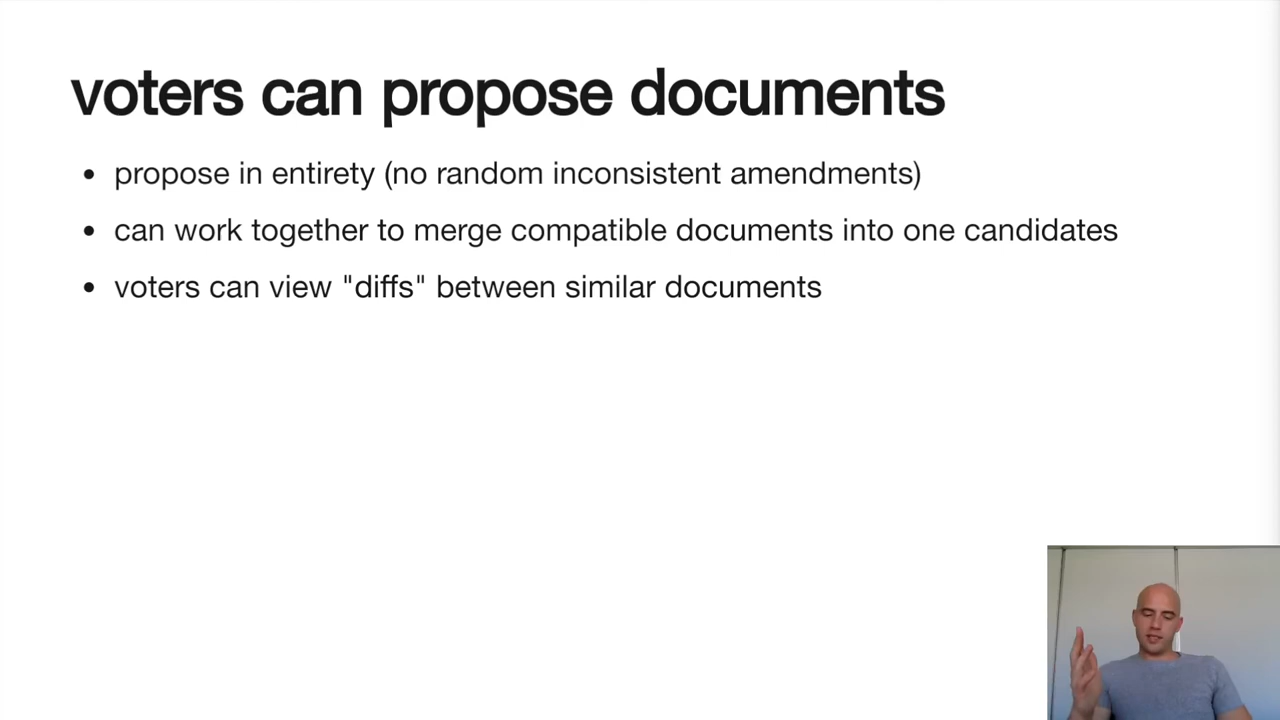 voters can propose documents
• propose in entirety (no random inconsistent amendments)
• can work together to merge compatible documents into one candidates
• voters can view "diffs" between similar documents